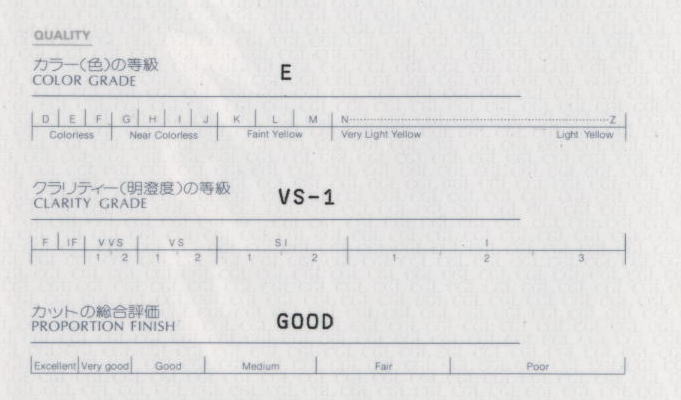 QUALITY
カラー(色)の等級
COLOR GRADE
E
D E F G H I J K L M N Z
Colorless Near Colorless Faint Yellow Very Light Yellow Light Yellow
クラリティー(明澄度)の等級
CLARITY GRADE
VS-1
F IF VVS VS SI I
1 2 1 2 1 2 1 2 3
カットの総合評価
PROPORTION FINISH
GOOD
Excellent Very good Good Medium Fair Poor